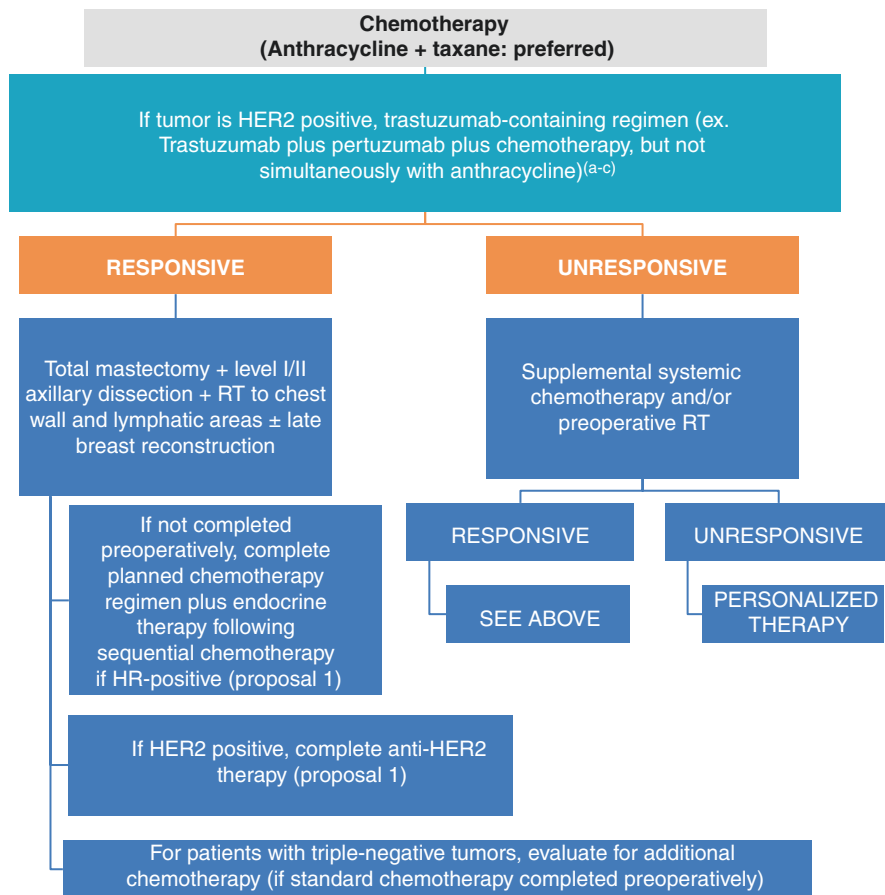 Chemotherapy
(Anthracycline + taxane: preferred)
If tumor is HER2 positive, trastuzumab-containing regimen (ex.
Trastuzumab plus pertuzumab plus chemotherapy, but not
simultaneously with anthracycline)(a-c)
RESPONSIVE
UNRESPONSIVE
Total mastectomy + level I/II
axillary dissection + RT to chest
wall and lymphatic areas ± late
breast reconstruction
Supplemental systemic
chemotherapy and/or
preoperative RT
If not completed
preoperatively, complete
planned chemotherapy
regimen plus endocrine
therapy following
sequential chemotherapy
if HR-positive (proposal 1)
RESPONSIVE
UNRESPONSIVE
SEE ABOVE
PERSONALIZED
THERAPY
If HER2 positive, complete anti-HER2
therapy (proposal 1)
For patients with triple-negative tumors, evaluate for additional
chemotherapy (if standard chemotherapy completed preoperatively)